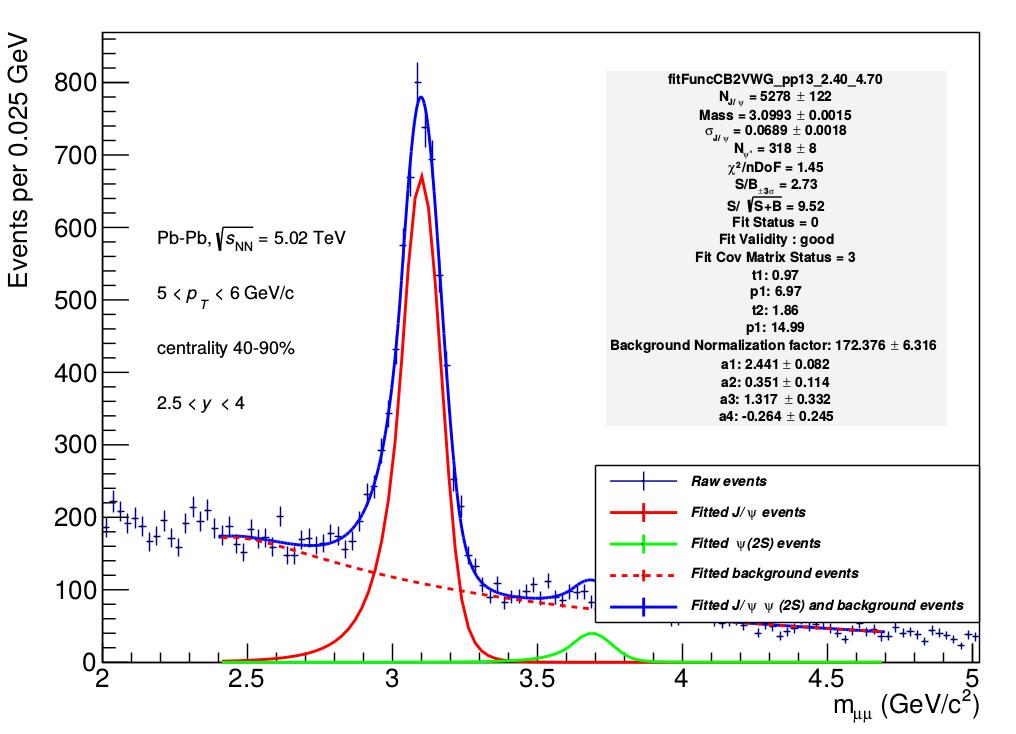 Events per 0.025 GeV
800
700
600
500
400
300
200
100
0
2
2.5
3
3.5
4
4.5
5
m_μμ (GeV/c²)
Pb-Pb, √s_NN = 5.02 TeV
5 < p_T < 6 GeV/c
centrality 40-90%
2.5 < y < 4
fitFuncCB2VWG_pp13_2.40_4.70
N_J/ψ = 5278 ± 122
Mass = 3.0993 ± 0.0015
σ_J/ψ = 0.0689 ± 0.0018
N_ψ' = 318 ± 8
χ²/nDoF = 1.45
S/B_±3σ = 2.73
S/ √S+B = 9.52
Fit Status = 0
Fit Validity : good
Fit Cov Matrix Status = 3
t1: 0.97
p1: 6.97
t2: 1.86
p1: 14.99
Background Normalization factor: 172.376 ± 6.316
a1: 2.441 ± 0.082
a2: 0.351 ± 0.114
a3: 1.317 ± 0.332
a4: -0.264 ± 0.245
Raw events
Fitted J/ψ events
Fitted ψ(2S) events
Fitted background events
Fitted J/ψ ψ (2S) and background events